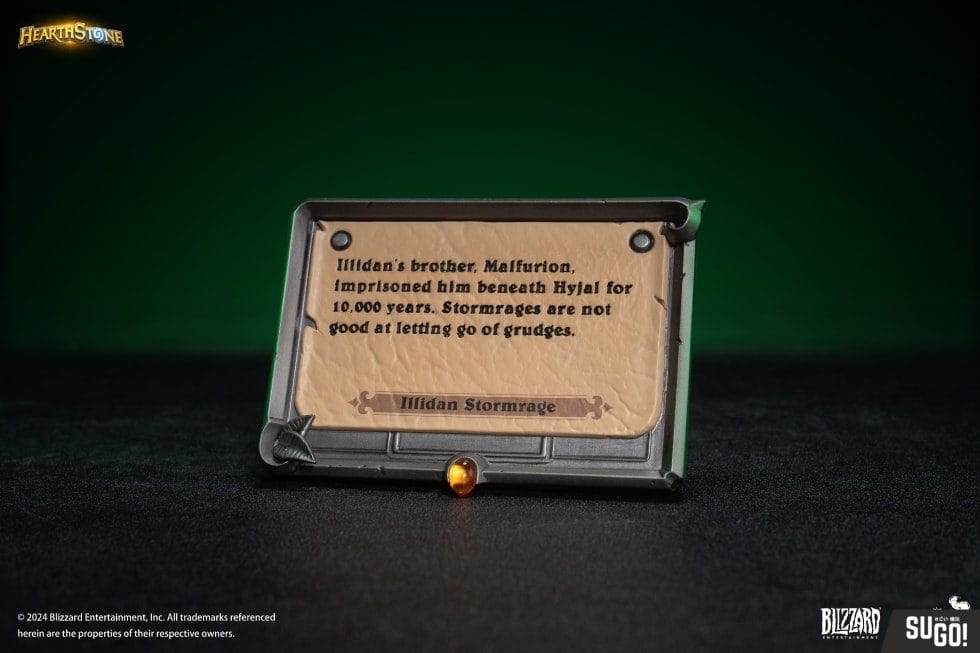 HEARTHSTONE
Illidan's brother, Malfurion,
imprisoned him beneath Hyjal for
10,000 years. Stormrages are not
good at letting go of grudges.
Illidan Stormrage
© 2024 Blizzard Entertainment, Inc. All trademarks referenced
herein are the properties of their respective owners.
BLIZZARD
ENTERTAINMENT
SUGO!